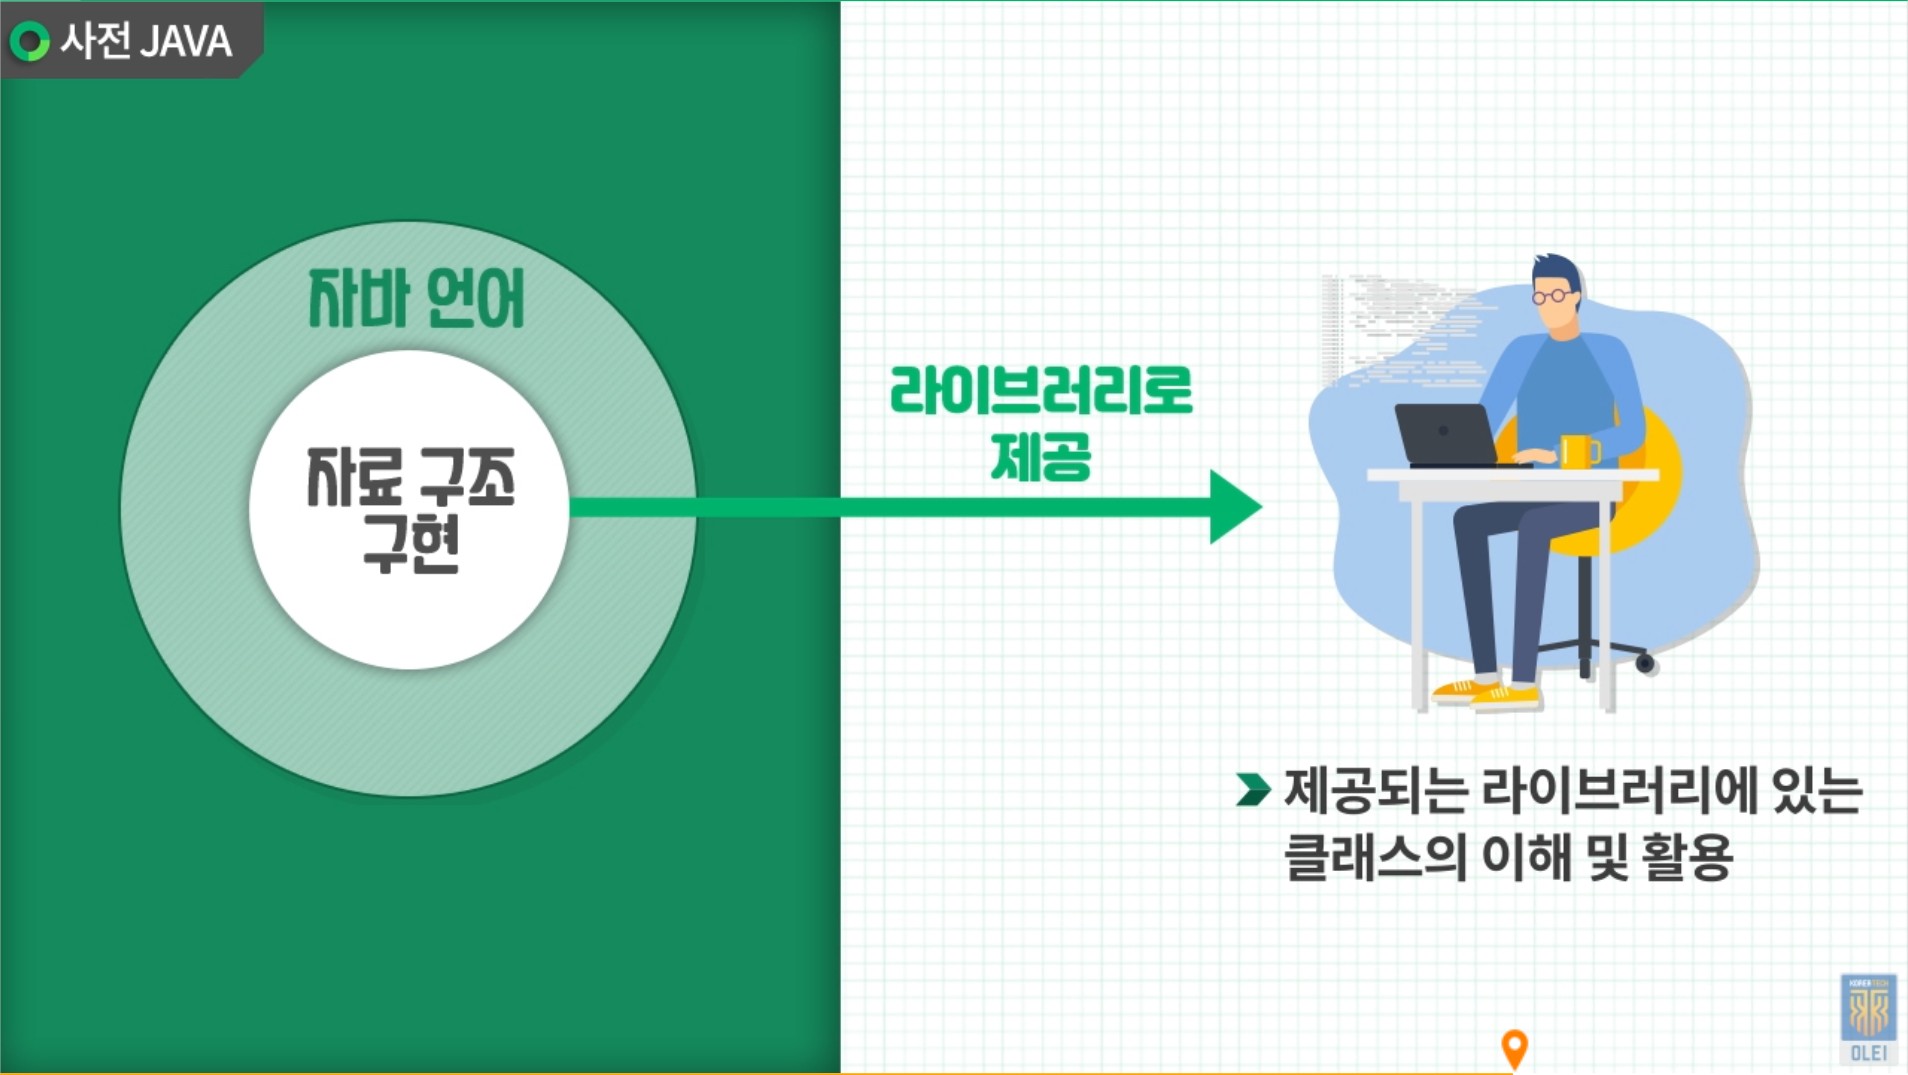 사전 JAVA
자바 언어
자료 구조
구현
라이브러리로
제공
제공되는 라이브러리에 있는
클래스의 이해 및 활용
KOREATECH
OLEI